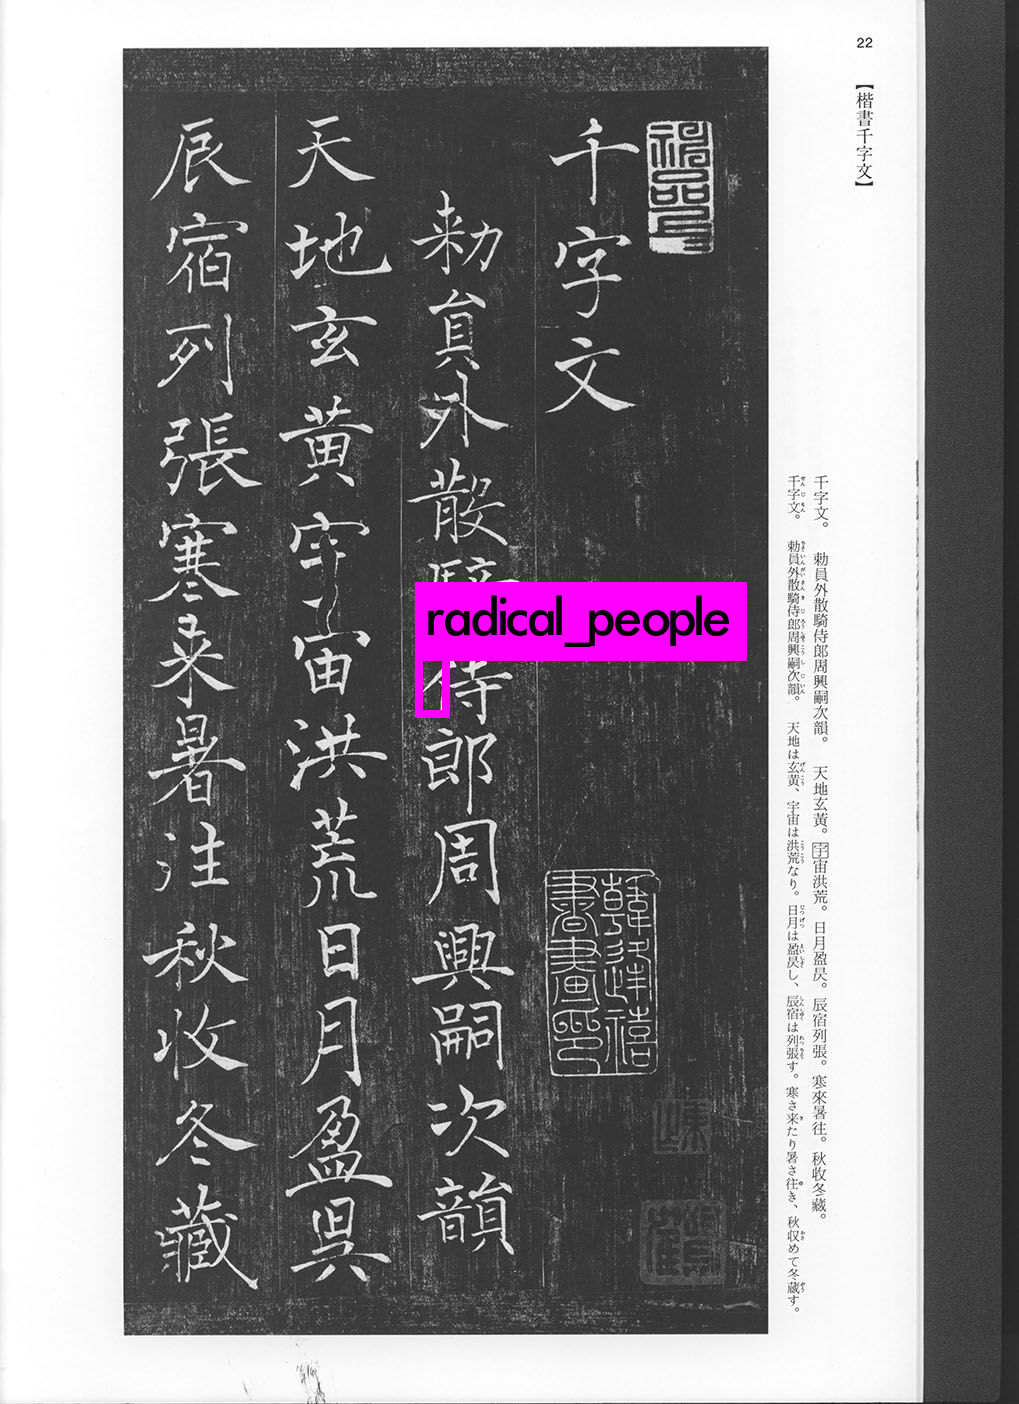 22
【楷書千字文】
千字文。 勅員外散騎侍郎周興嗣次韻。 天地玄黄。宇宙洪荒。日月盈昃。辰宿列張。寒來暑往。秋收冬藏。
千字文。 勅員外散騎侍郎周興嗣次韻。 天地は玄黄、宇宙は洪荒なり。日月は盈昃し、辰宿は列張す。寒さ来たり暑さ往き、秋収めて冬蔵す。
千字文
韓逢禧書畫印
勅員外散騎侍郎周興嗣次韻
radical_people
天地玄黄宇宙洪荒日月盈昃
辰宿列張寒来暑往秋收冬藏